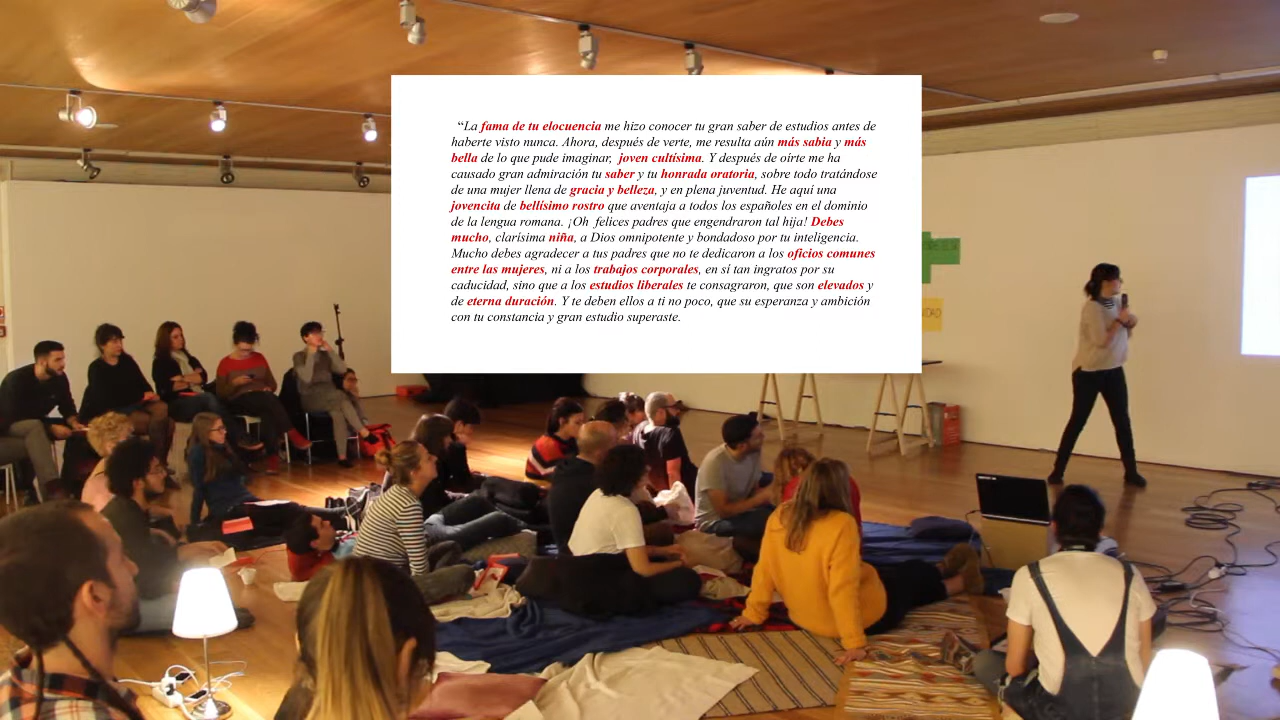 “La fama de tu elocuencia me hizo conocer tu gran saber de estudios antes de
haberte visto nunca. Ahora, después de verte, me resulta aún más sabia y más
bella de lo que pude imaginar, joven cultísima. Y después de oírte me ha
causado gran admiración tu saber y tu honrada oratoria, sobre todo tratándose
de una mujer llena de gracia y belleza, y en plena juventud. He aquí una
jovencita de bellísimo rostro que aventaja a todos los españoles en el dominio
de la lengua romana. ¡Oh felices padres que engendraron tal hija! Debes
mucho, clarísima niña, a Dios omnipotente y bondadoso por tu inteligencia.
Mucho debes agradecer a tus padres que no te dedicaron a los oficios comunes
entre las mujeres, ni a los trabajos corporales, en sí tan ingratos por su
caducidad, sino que a los estudios liberales te consagraron, que son elevados y
de eterna duración. Y te deben ellos a ti no poco, que su esperanza y ambición
con tu constancia y gran estudio superaste.